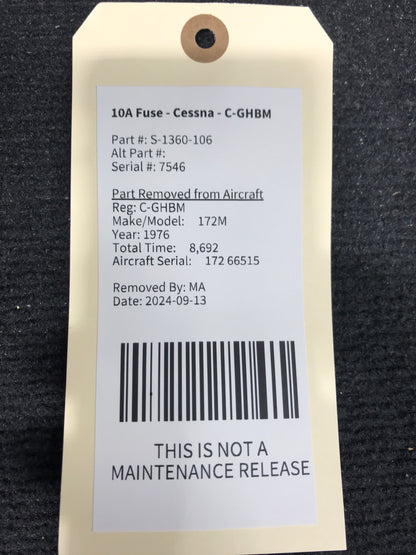 10A Fuse - Cessna - C-GHBM
Part #: S-1360-106
Alt Part #:
Serial #: 7546
Part Removed from Aircraft
Reg: C-GHBM
Make/Model: 172M
Year: 1976
Total Time: 8,692
Aircraft Serial: 172 66515
Removed By: MA
Date: 2024-09-13
THIS IS NOT A
MAINTENANCE RELEASE